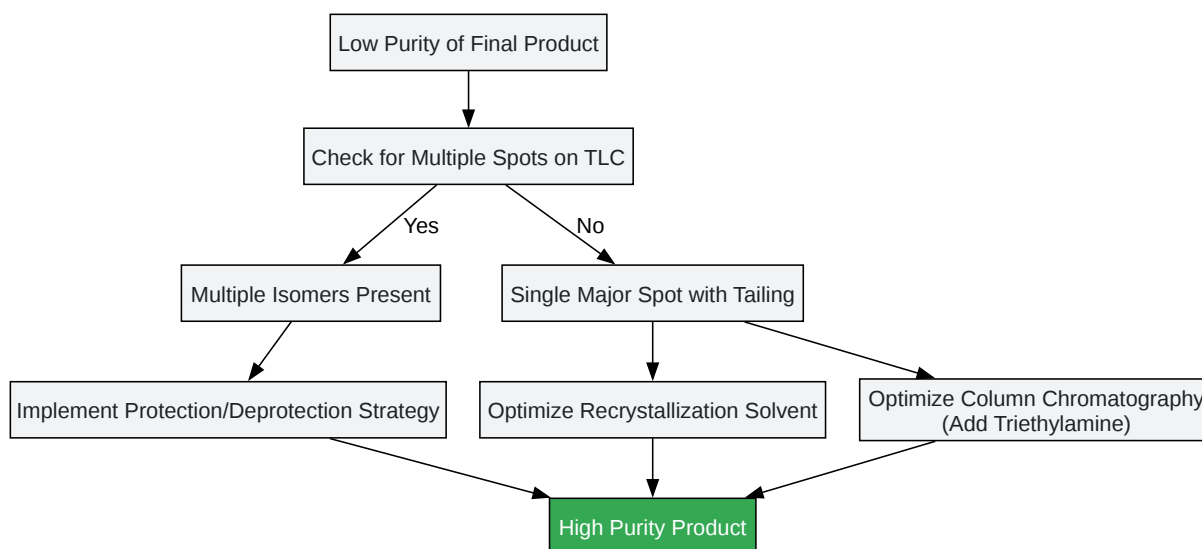 Low Purity of Final Product
Check for Multiple Spots on TLC
Yes
No
Multiple Isomers Present
Single Major Spot with Tailing
Implement Protection/Deprotection Strategy
Optimize Recrystallization Solvent
Optimize Column Chromatography
(Add Triethylamine)
High Purity Product